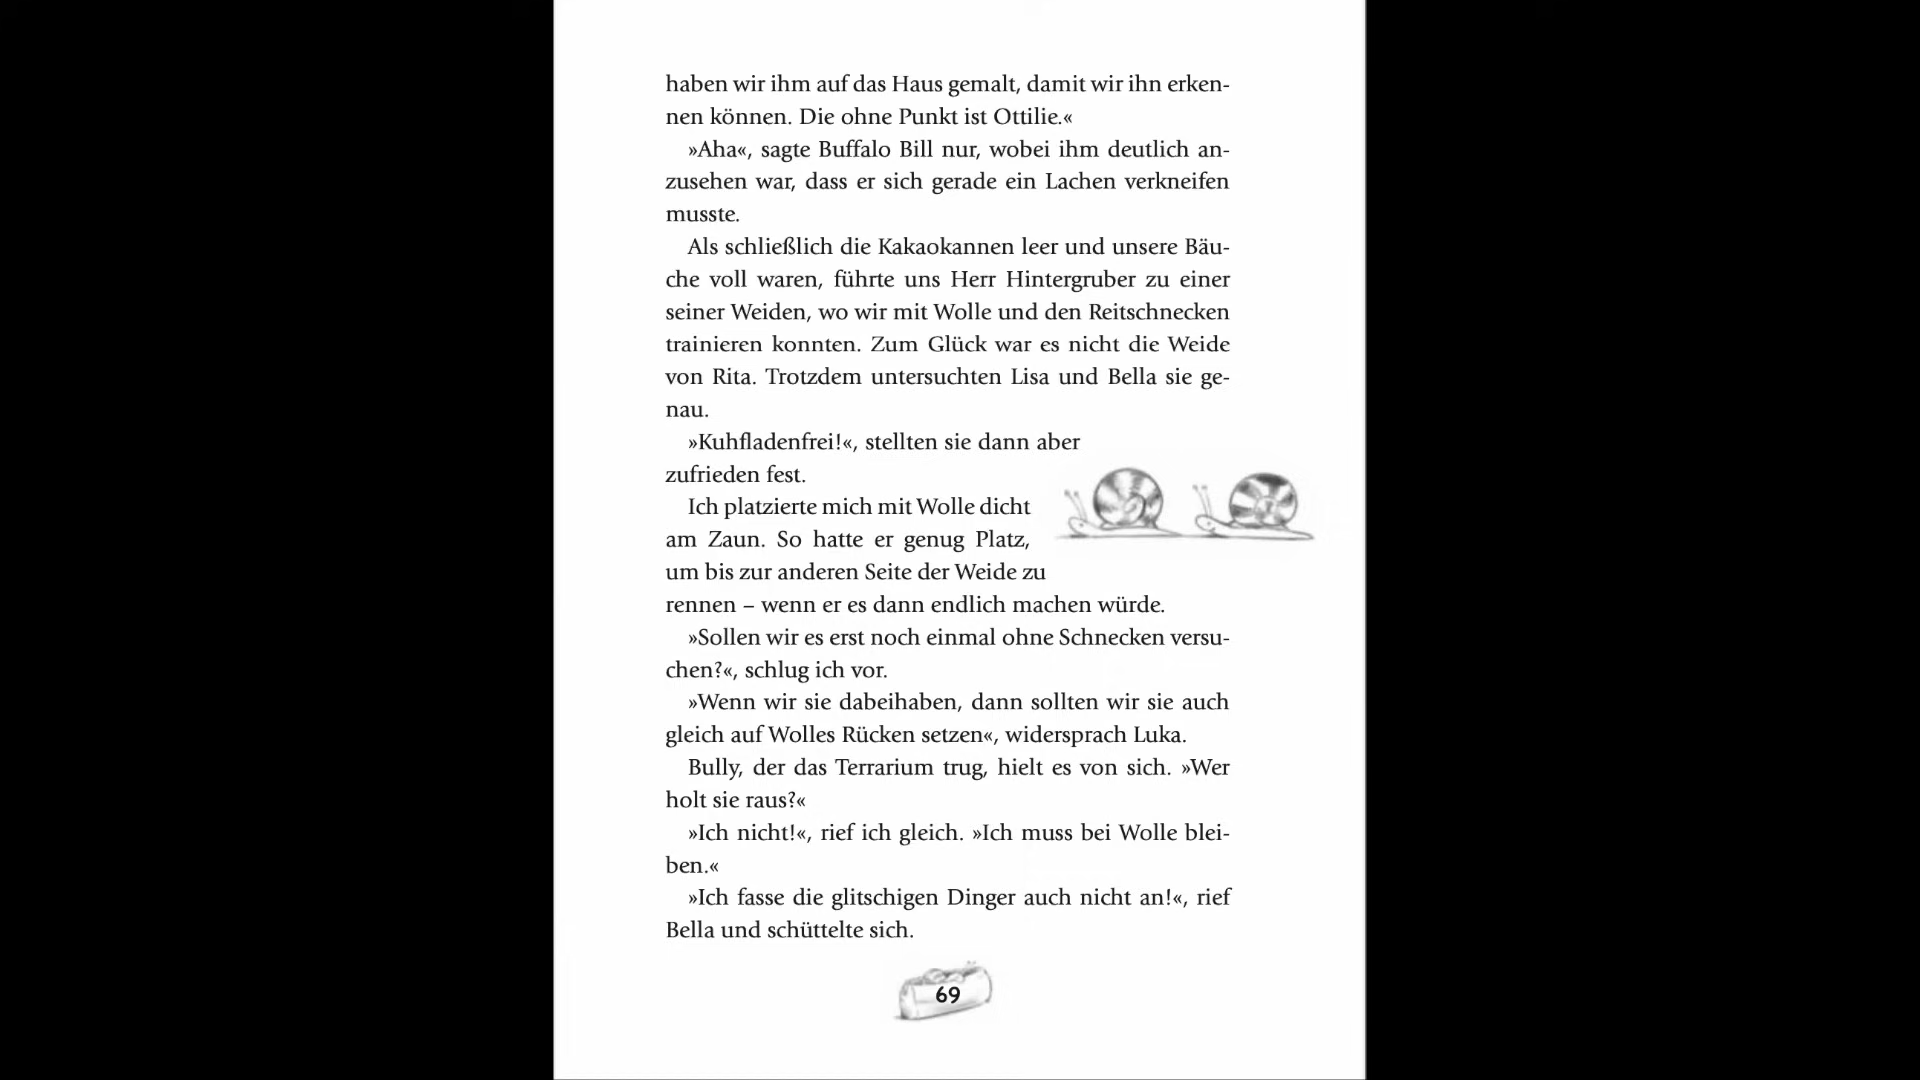 haben wir ihm auf das Haus gemalt, damit wir ihn erken-
nen können. Die ohne Punkt ist Ottilie.«
»Aha«, sagte Buffalo Bill nur, wobei ihm deutlich an-
zusehen war, dass er sich gerade ein Lachen verkneifen
musste.
Als schließlich die Kakaokannen leer und unsere Bäu-
che voll waren, führte uns Herr Hintergruber zu einer
seiner Weiden, wo wir mit Wolle und den Reitschnecken
trainieren konnten. Zum Glück war es nicht die Weide
von Rita. Trotzdem untersuchten Lisa und Bella sie ge-
nau.
»Kuhfladenfrei!«, stellten sie dann aber
zufrieden fest.
Ich platzierte mich mit Wolle dicht
am Zaun. So hatte er genug Platz,
um bis zur anderen Seite der Weide zu
rennen – wenn er es dann endlich machen würde.
»Sollen wir es erst noch einmal ohne Schnecken versu-
chen?«, schlug ich vor.
»Wenn wir sie dabeihaben, dann sollten wir sie auch
gleich auf Wolles Rücken setzen«, widersprach Luka.
Bully, der das Terrarium trug, hielt es von sich. »Wer
holt sie raus?«
»Ich nicht!«, rief ich gleich. »Ich muss bei Wolle blei-
ben.«
»Ich fasse die glitschigen Dinger auch nicht an!«, rief
Bella und schüttelte sich.
69